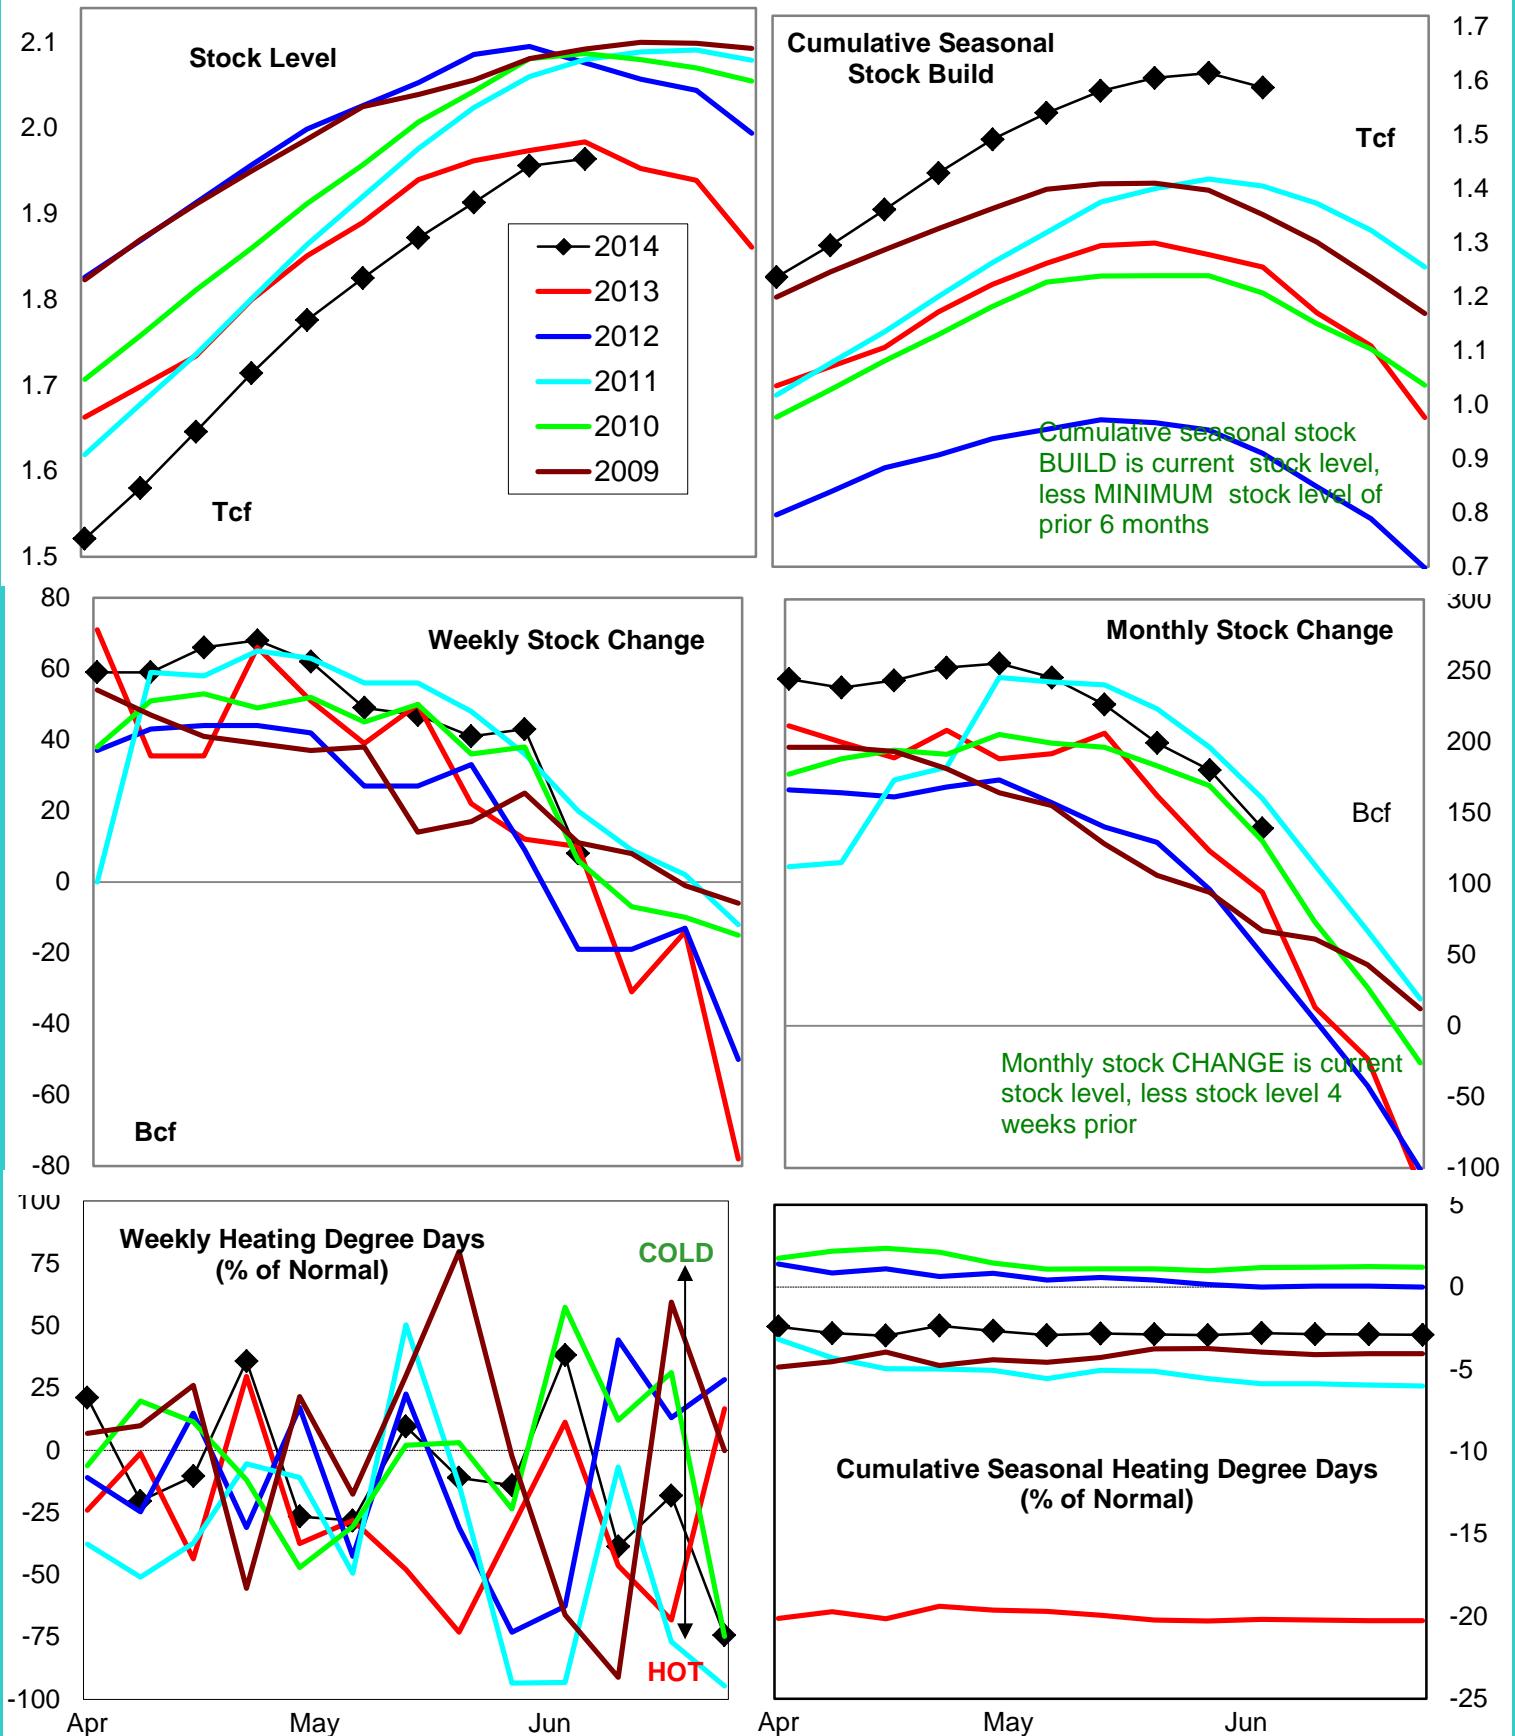 Stock Level
2.1
2.0
1.9
1.8
1.7
1.6
1.5
Tcf
2014
2013
2012
2011
2010
2009
Cumulative Seasonal
Stock Build
1.7
1.6
1.5
1.4
1.3
1.2
1.1
1.0
0.9
0.8
0.7
Tcf
Cumulative seasonal stock
BUILD is current stock level,
less MINIMUM stock level of
prior 6 months
Weekly Stock Change
80
60
40
20
0
-20
-40
-60
-80
Bcf
Monthly Stock Change
300
250
200
150
100
50
0
-50
-100
Bcf
Monthly stock CHANGE is current
stock level, less stock level 4
weeks prior
Weekly Heating Degree Days
(% of Normal)
100
75
50
25
0
-25
-50
-75
-100
COLD
HOT
Apr May Jun
Cumulative Seasonal Heating Degree Days
(% of Normal)
5
0
-5
-10
-15
-20
-25
Apr May Jun